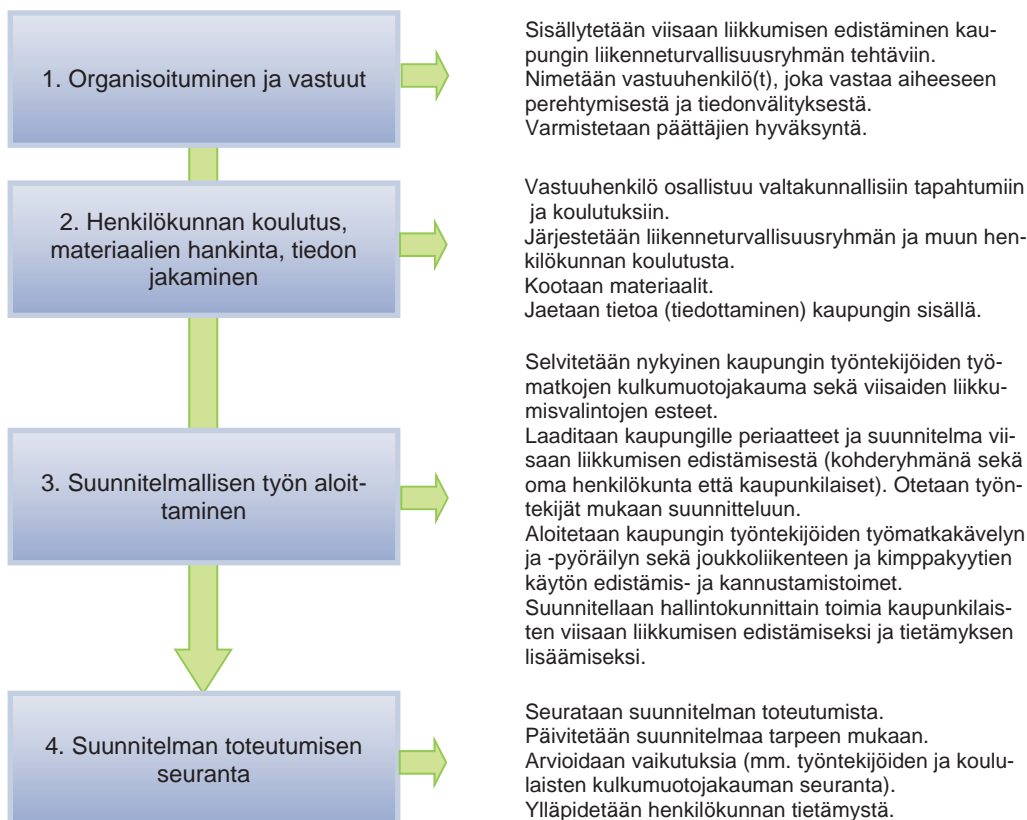 1. Organisoituminen ja vastuut
Sisällytetään viisaan liikkumisen edistäminen kau-
pungin liikenneturvallisuusryhmän tehtäviin.
Nimetään vastuuhenkilö(t), joka vastaa aiheeseen
perehtymisestä ja tiedonvälityksestä.
Varmistetaan päättäjien hyväksyntä.
2. Henkilökunnan koulutus,
materiaalien hankinta, tiedon
jakaminen
Vastuuhenkilö osallistuu valtakunnallisiin tapahtumiin
ja koulutuksiin.
Järjestetään liikenneturvallisuusryhmän ja muun hen-
kilökunnan koulutusta.
Kootaan materiaalit.
Jaetaan tietoa (tiedottaminen) kaupungin sisällä.
3. Suunnitelmallisen työn aloit-
taminen
Selvitetään nykyinen kaupungin työntekijöiden työ-
matkojen kulkumuotojakauma sekä viisaiden liikku-
misvalintojen esteet.
Laaditaan kaupungille periaatteet ja suunnitelma vii-
saan liikkumisen edistämisestä (kohderyhmänä sekä
oma henkilökunta että kaupunkilaiset). Otetaan työn-
tekijät mukaan suunnitteluun.
Aloitetaan kaupungin työntekijöiden työmatkakävelyn
ja -pyöräilyn sekä joukkoliikenteen ja kimppakyytien
käytön edistämis- ja kannustamistoimet.
Suunnitellaan hallintokunnittain toimia kaupunkilais-
ten viisaan liikkumisen edistämiseksi ja tietämyksen
lisäämiseksi.
4. Suunnitelman toteutumisen
seuranta
Seurataan suunnitelman toteutumista.
Päivitetään suunnitelmaa tarpeen mukaan.
Arvioidaan vaikutuksia (mm. työntekijöiden ja koulu-
laisten kulkumuotojakauman seuranta).
Ylläpidetään henkilökunnan tietämystä.